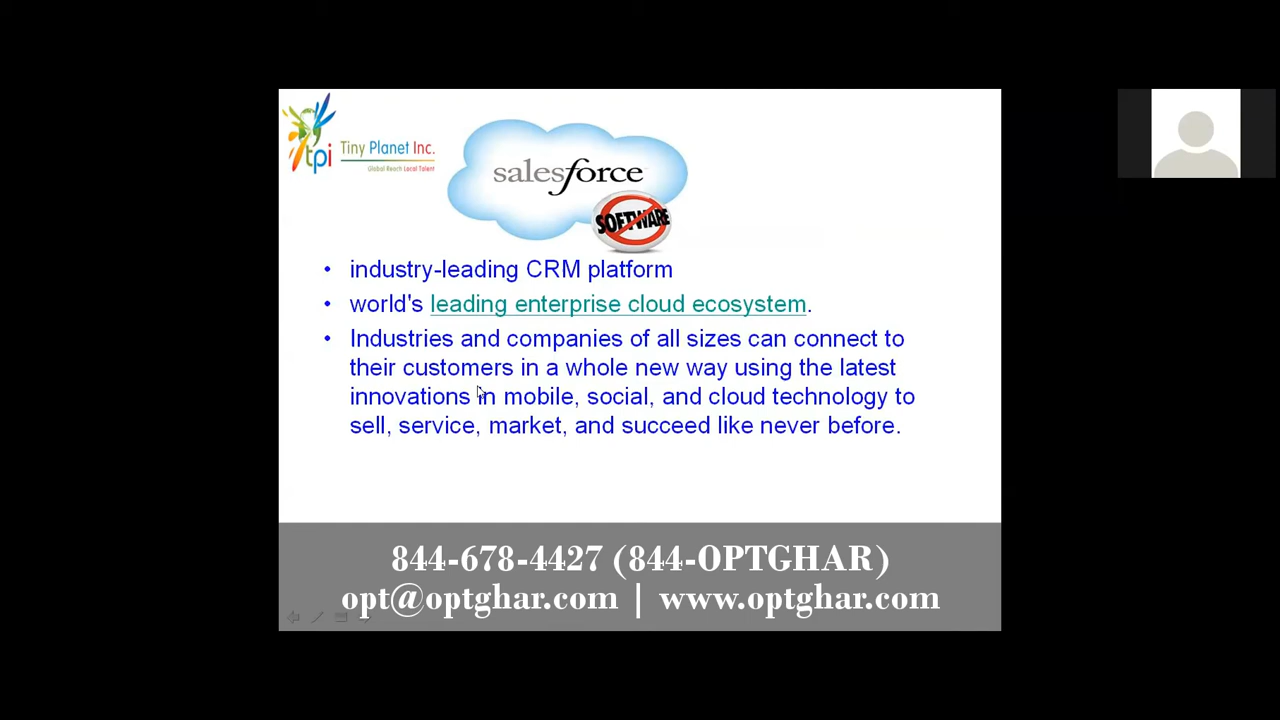 tpi Tiny Planet Inc.
Global Reach Local Talent
salesforce
SOFTWARE
• industry-leading CRM platform
• world's leading enterprise cloud ecosystem.
• Industries and companies of all sizes can connect to
their customers in a whole new way using the latest
innovations in mobile, social, and cloud technology to
sell, service, market, and succeed like never before.
844-678-4427 (844-OPTGHAR)
opt@optghar.com | www.optghar.com